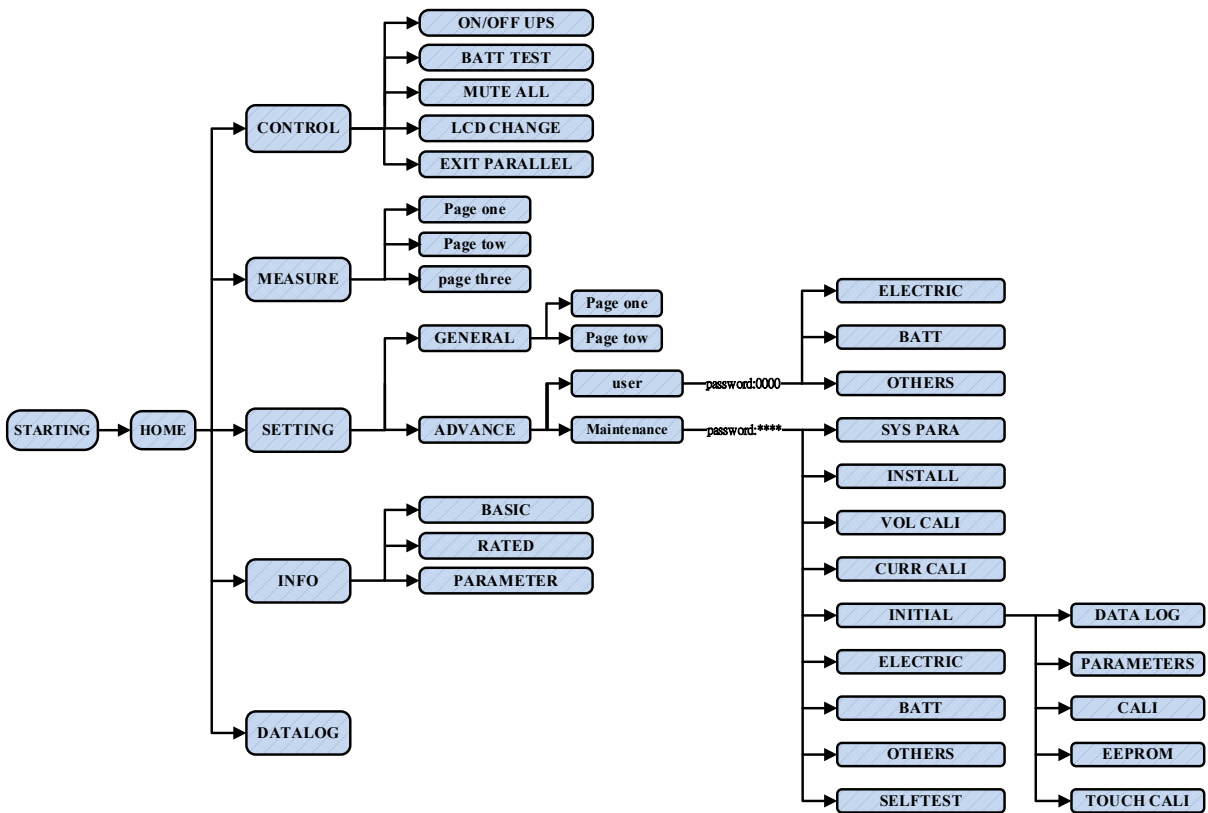 STARTING
HOME
CONTROL
ON/OFF UPS
BATT TEST
MUTE ALL
LCD CHANGE
EXIT PARALLEL
MEASURE
Page one
Page tow
page three
SETTING
GENERAL
Page one
Page tow
ADVANCE
user
password:0000
ELECTRIC
BATT
OTHERS
Maintenance
password:****
SYS PARA
INSTALL
VOL CALI
CURR CALI
INITIAL
DATA LOG
PARAMETERS
CALI
EEPROM
TOUCH CALI
ELECTRIC
BATT
OTHERS
SELFTEST
INFO
BASIC
RATED
PARAMETER
DATALOG